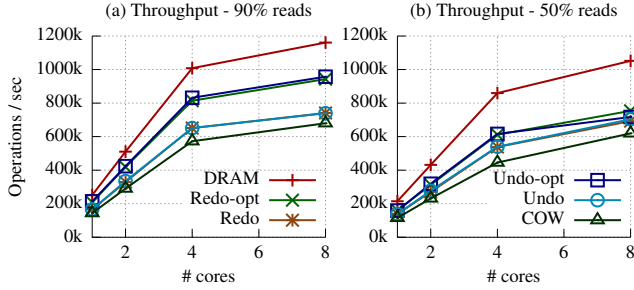 (a) Throughput - 90% reads
(b) Throughput - 50% reads
Operations / sec
1200k
1000k
800k
600k
400k
200k
0k
2
4
6
8
# cores
DRAM
Redo-opt
Redo
1200k
1000k
800k
600k
400k
200k
0k
2
4
6
8
# cores
Undo-opt
Undo
COW